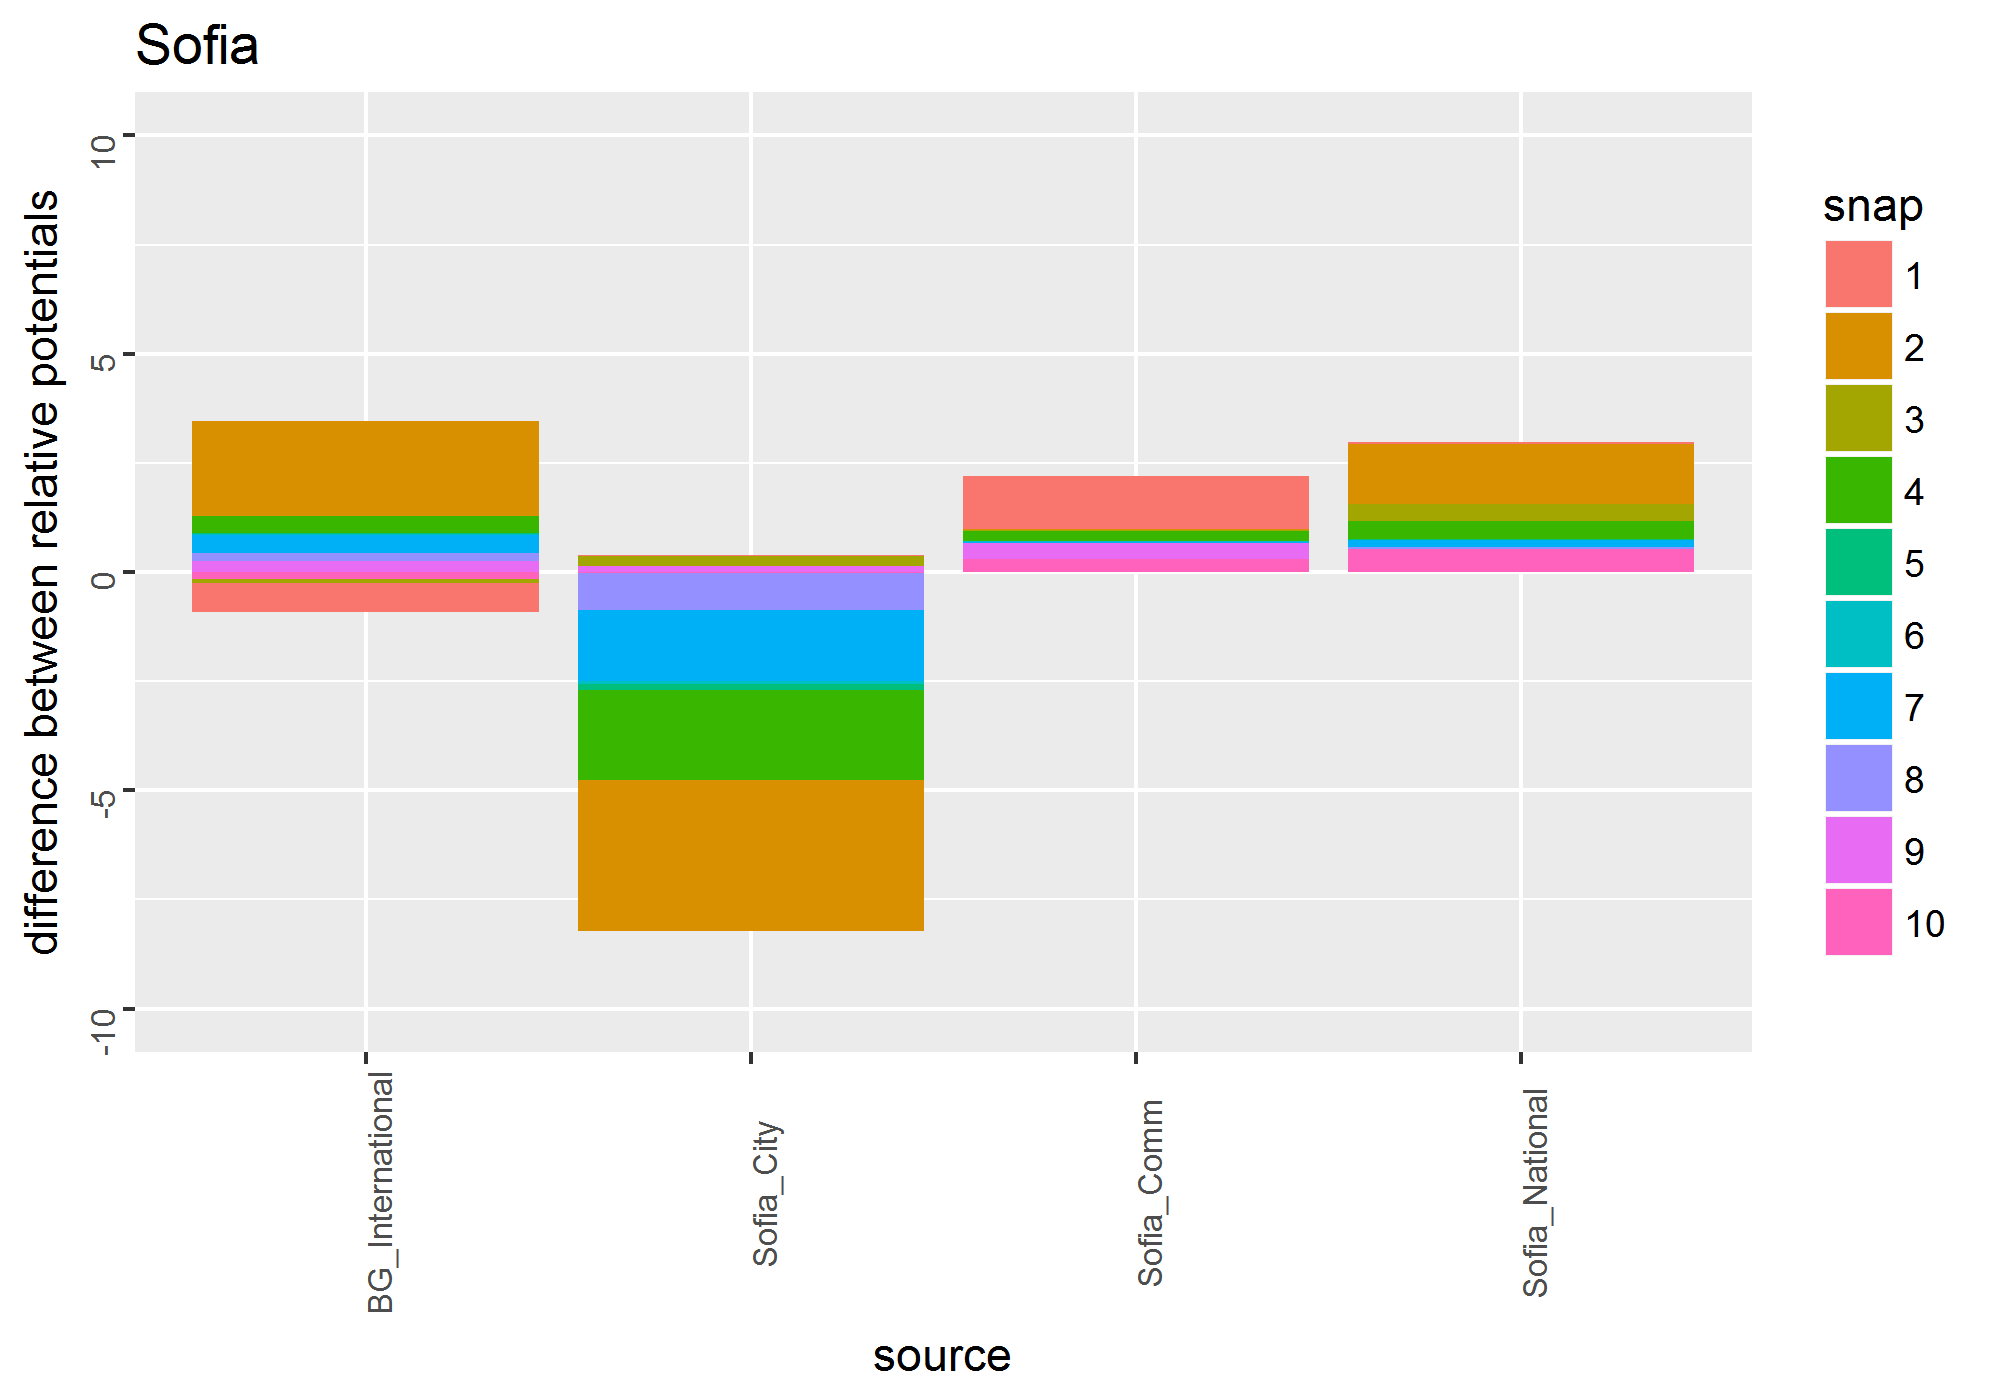 Sofia
difference between relative potentials
10
5
0
-5
-10
BG_International
Sofia_City
Sofia_Comm
Sofia_National
source
snap
1
2
3
4
5
6
7
8
9
10